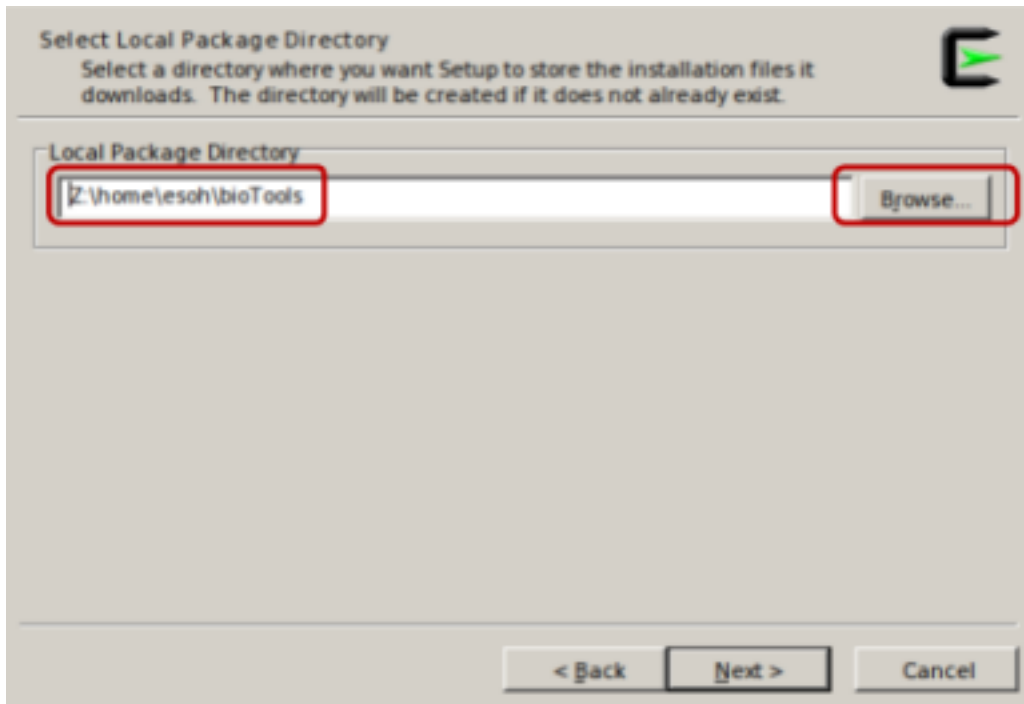 Select Local Package Directory
Select a directory where you want Setup to store the installation files it
downloads. The directory will be created if it does not already exist.
Local Package Directory
Z:\home\esoh\bioTools
Browse...
< Back
Next >
Cancel